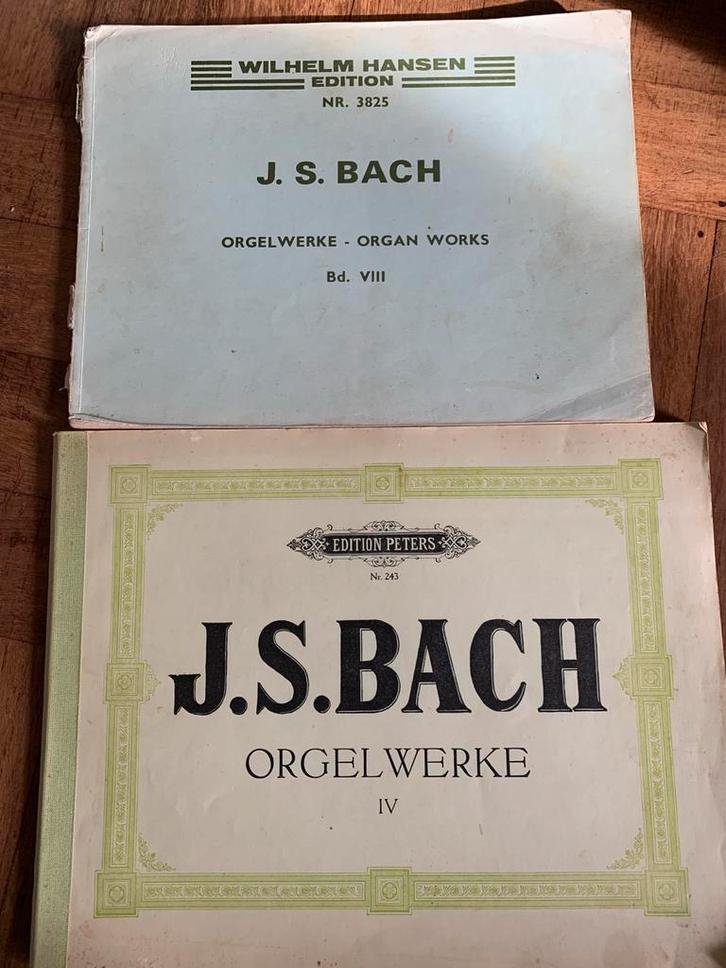 WILHELM HANSEN
EDITION
NR. 3825
J. S. BACH
ORGELWERKE - ORGAN WORKS
Bd. VIII
EDITION PETERS
Nr. 243
J.S.BACH
ORGELWERKE
IV